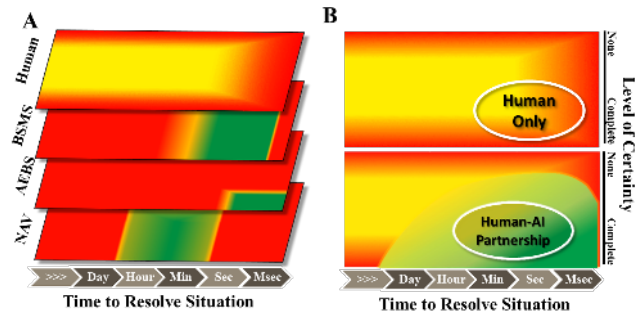 A
Human
BSMS
AEBS
NAV
>>> Day Hour Min Sec Msec
Time to Resolve Situation
B
Human
Only
Human-AI
Partnership
None
Complete
None
Complete
Level of Certainty
>>> Day Hour Min Sec Msec
Time to Resolve Situation